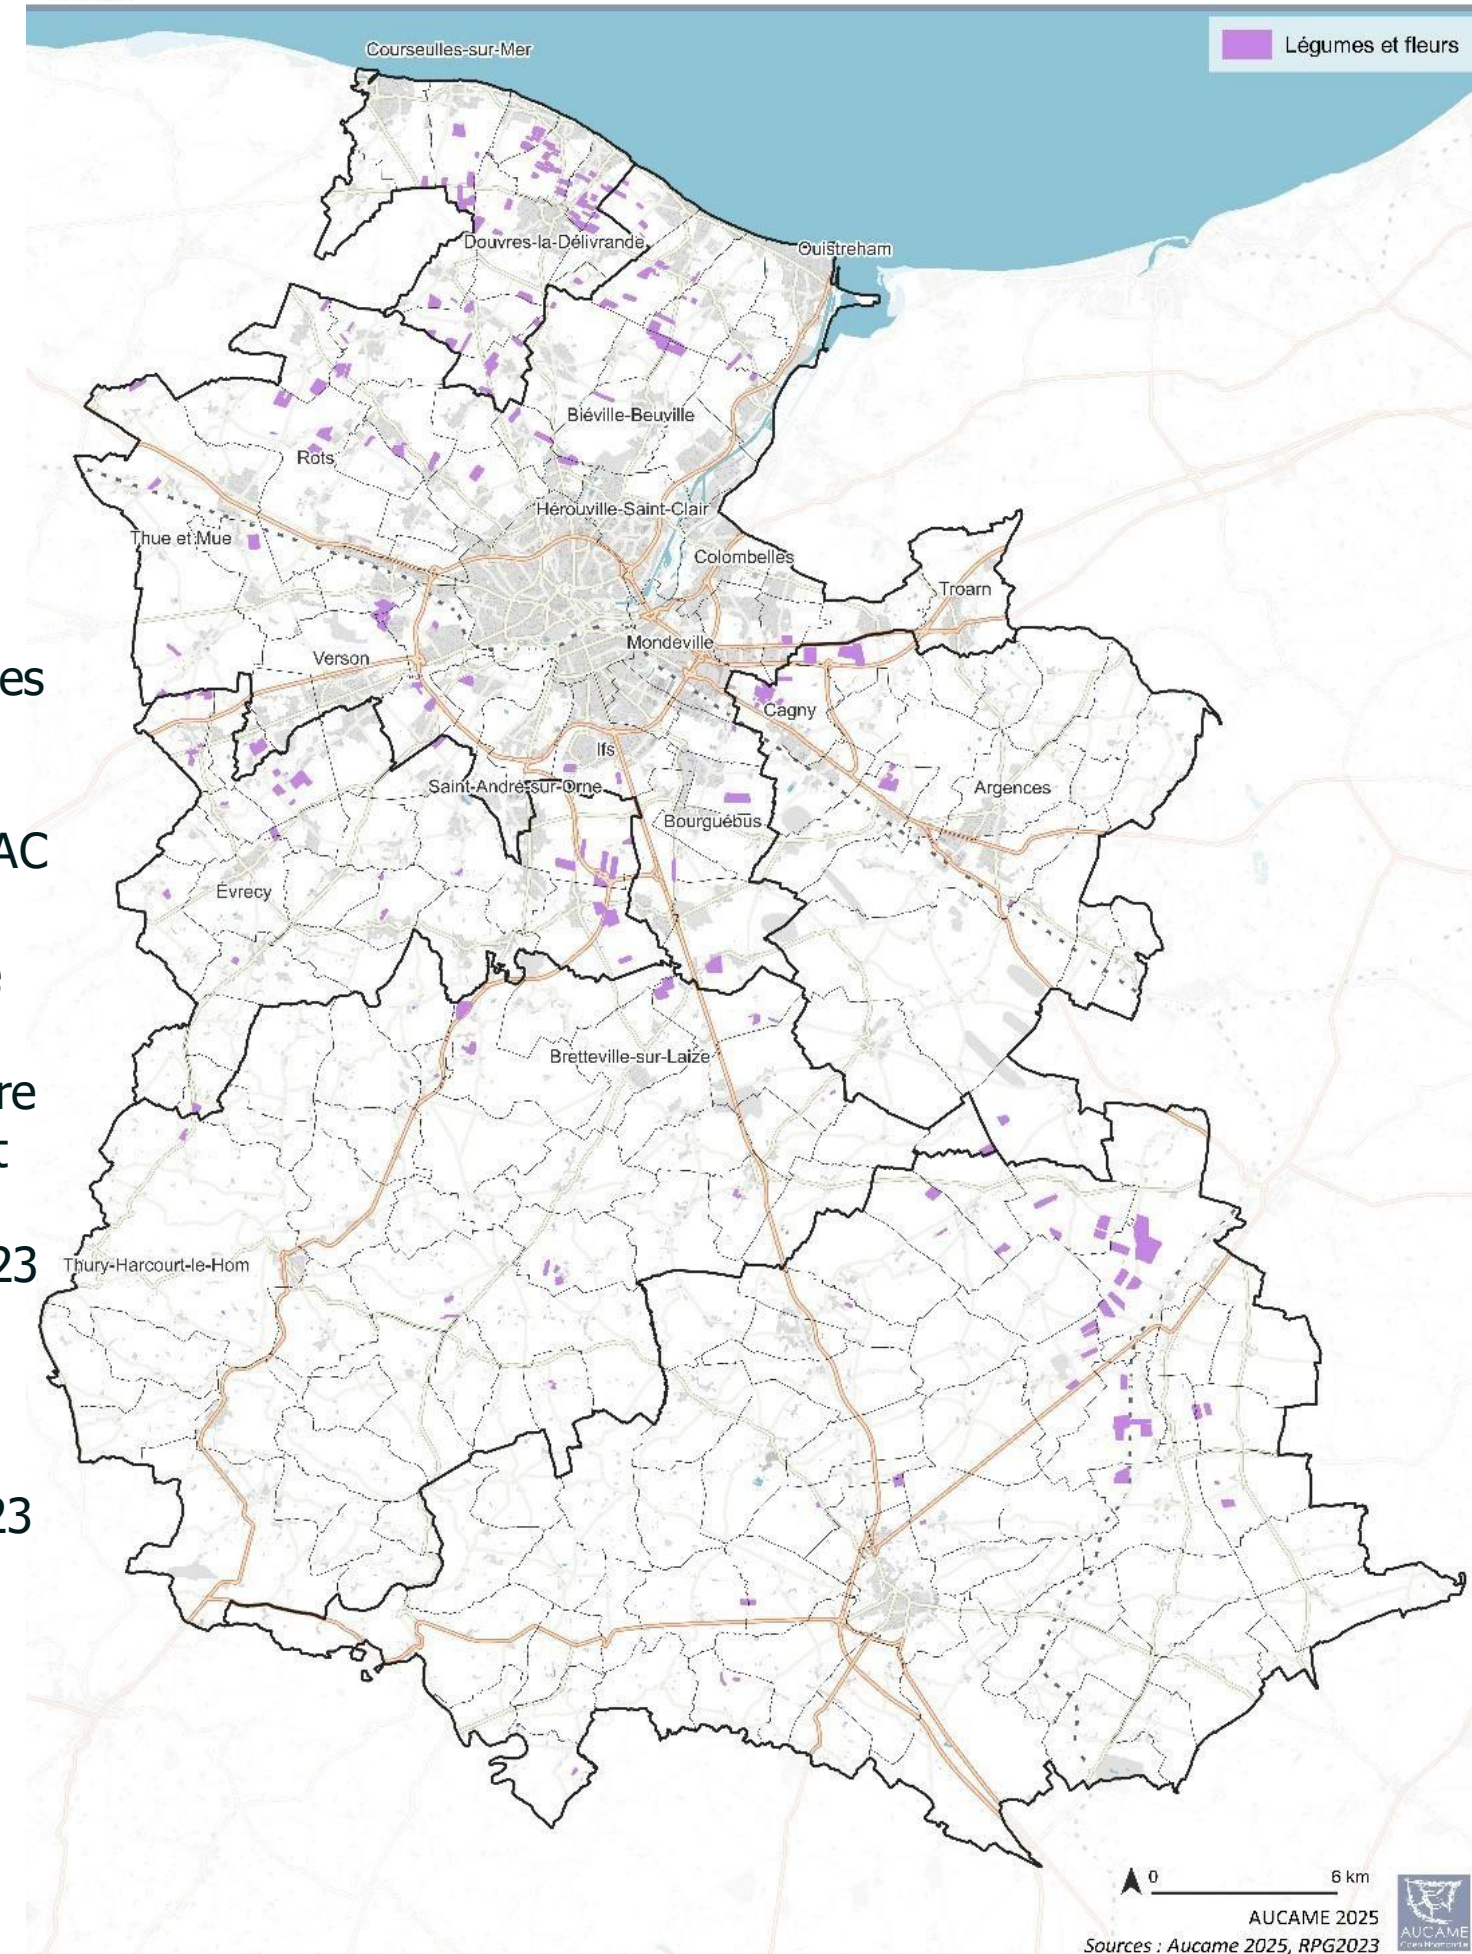 Courseulles-sur-Mer
Légumes et fleurs
Douvres-la-Délivrande
Ouistreham
Biéville-Beuville
Rots
Hérouville-Saint-Clair
Thue et Mue
Colombelles
Troarn
Mondeville
Verson
es
Cagny
Ifs
Saint-André-sur-Orne
Argences
Bourguébus
AC
Évrecy
e
Bretteville-sur-Laize
re
t
23
Thury-Harcourt-le-Hom
23
0 6 km
AUCAME 2025
Sources : Aucame 2025, RPG2023
AUCAME